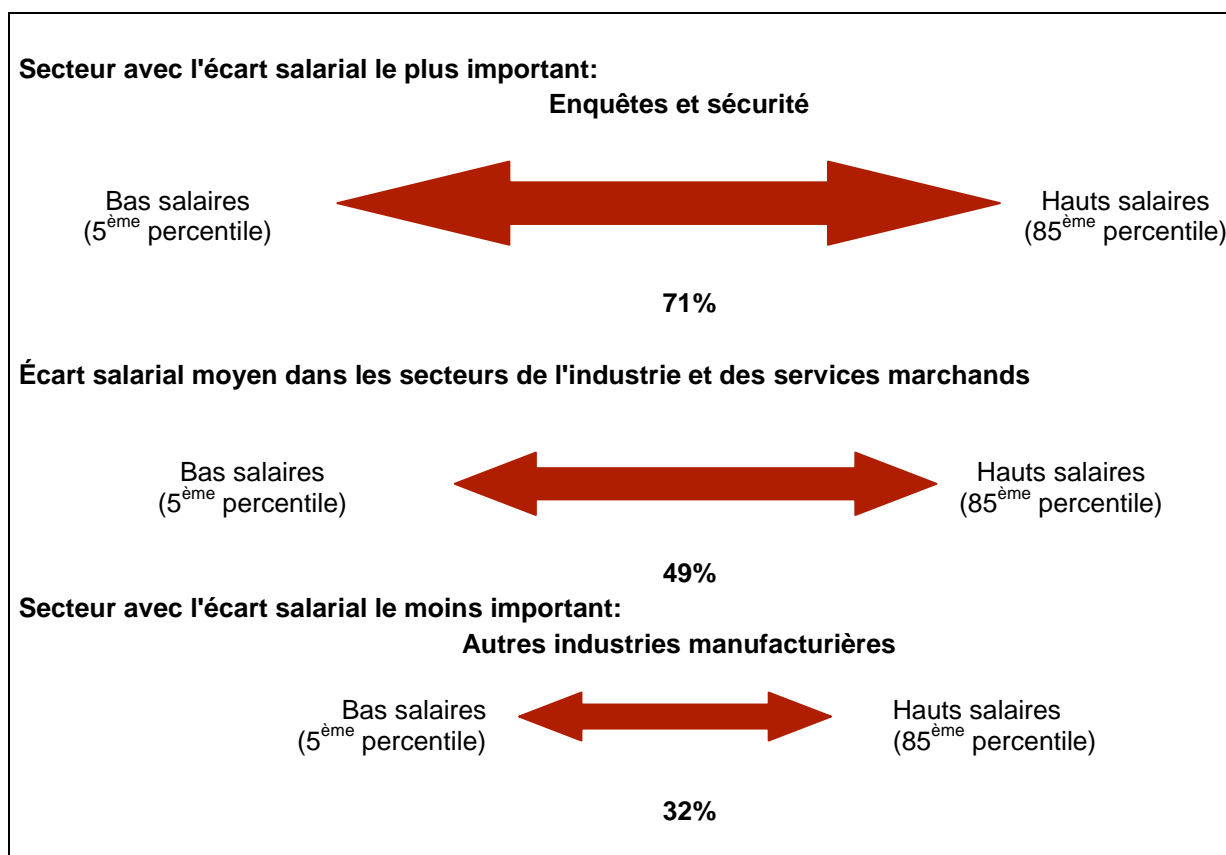 Secteur avec l'écart salarial le plus important:
Enquêtes et sécurité
Bas salaires
(5ème percentile)
Hauts salaires
(85ème percentile)
71%
Écart salarial moyen dans les secteurs de l'industrie et des services marchands
Bas salaires
(5ème percentile)
Hauts salaires
(85ème percentile)
49%
Secteur avec l'écart salarial le moins important:
Autres industries manufacturières
Bas salaires
(5ème percentile)
Hauts salaires
(85ème percentile)
32%